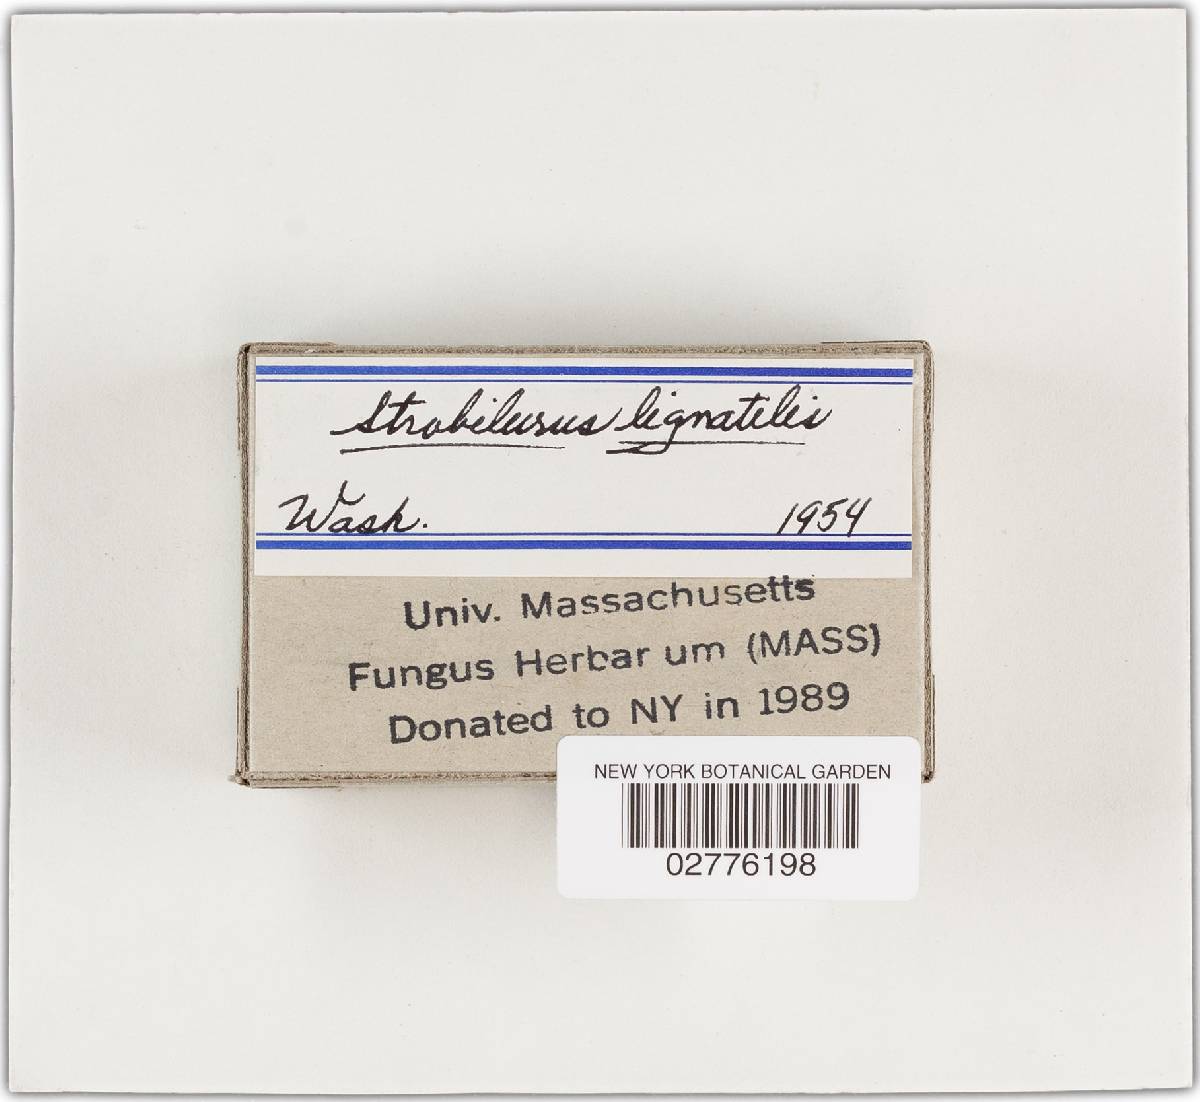 Strobilurus lignatilis
Wash. 1954
Univ. Massachusetts
Fungus Herbar um (MASS)
Donated to NY in 1989
NEW YORK BOTANICAL GARDEN
02776198